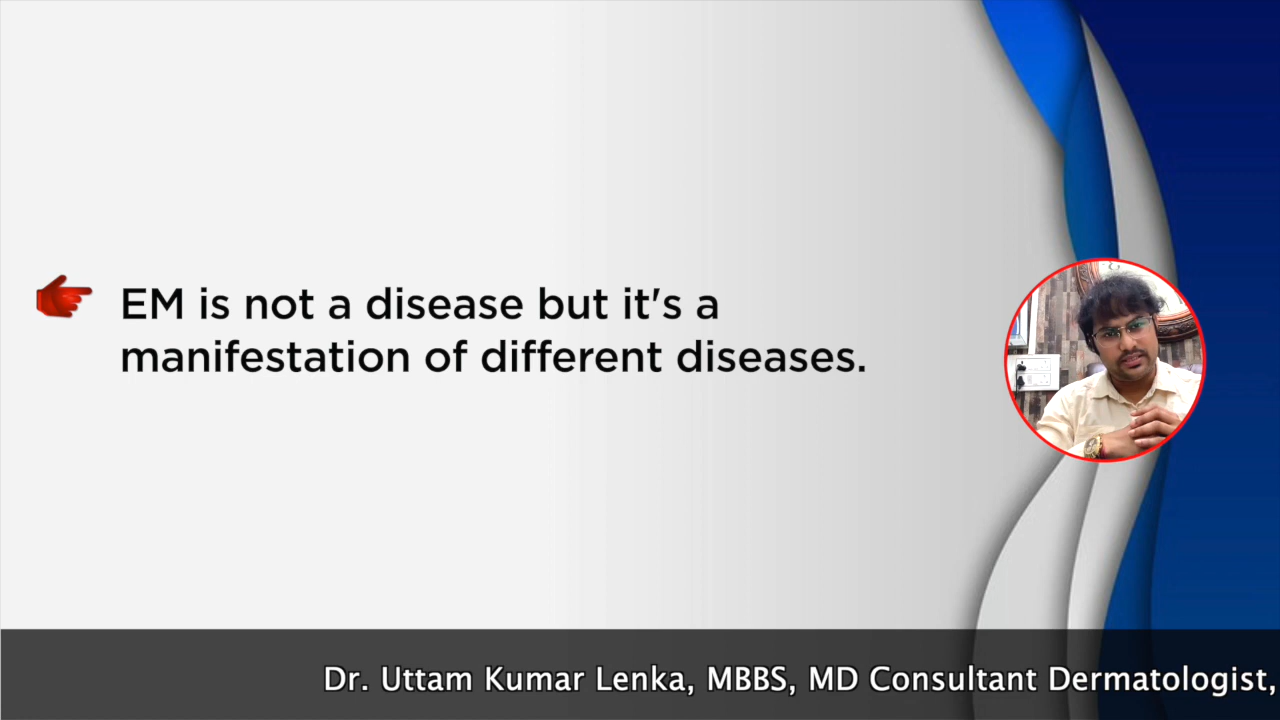 EM is not a disease but it's a
manifestation of different diseases.
Dr. Uttam Kumar Lenka, MBBS, MD Consultant Dermatologist,